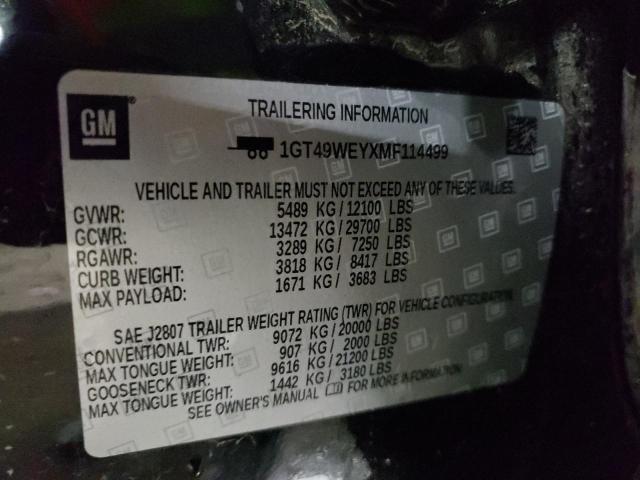 GM
TRAILERING INFORMATION
1GT49WEYXMF114499
VEHICLE AND TRAILER MUST NOT EXCEED ANY OF THESE VALUES.
GVWR: 5489 KG / 12100 LBS
GCWR: 13472 KG / 29700 LBS
RGAWR: 3289 KG / 7250 LBS
CURB WEIGHT: 3818 KG / 8417 LBS
MAX PAYLOAD: 1671 KG / 3683 LBS
SAE J2807 TRAILER WEIGHT RATING (TWR) FOR VEHICLE CONFIGURATION
CONVENTIONAL TWR: 9072 KG / 20000 LBS
MAX TONGUE WEIGHT: 907 KG / 2000 LBS
GOOSENECK TWR: 9616 KG / 21200 LBS
MAX TONGUE WEIGHT: 1442 KG / 3180 LBS
SEE OWNER'S MANUAL FOR MORE INFORMATION